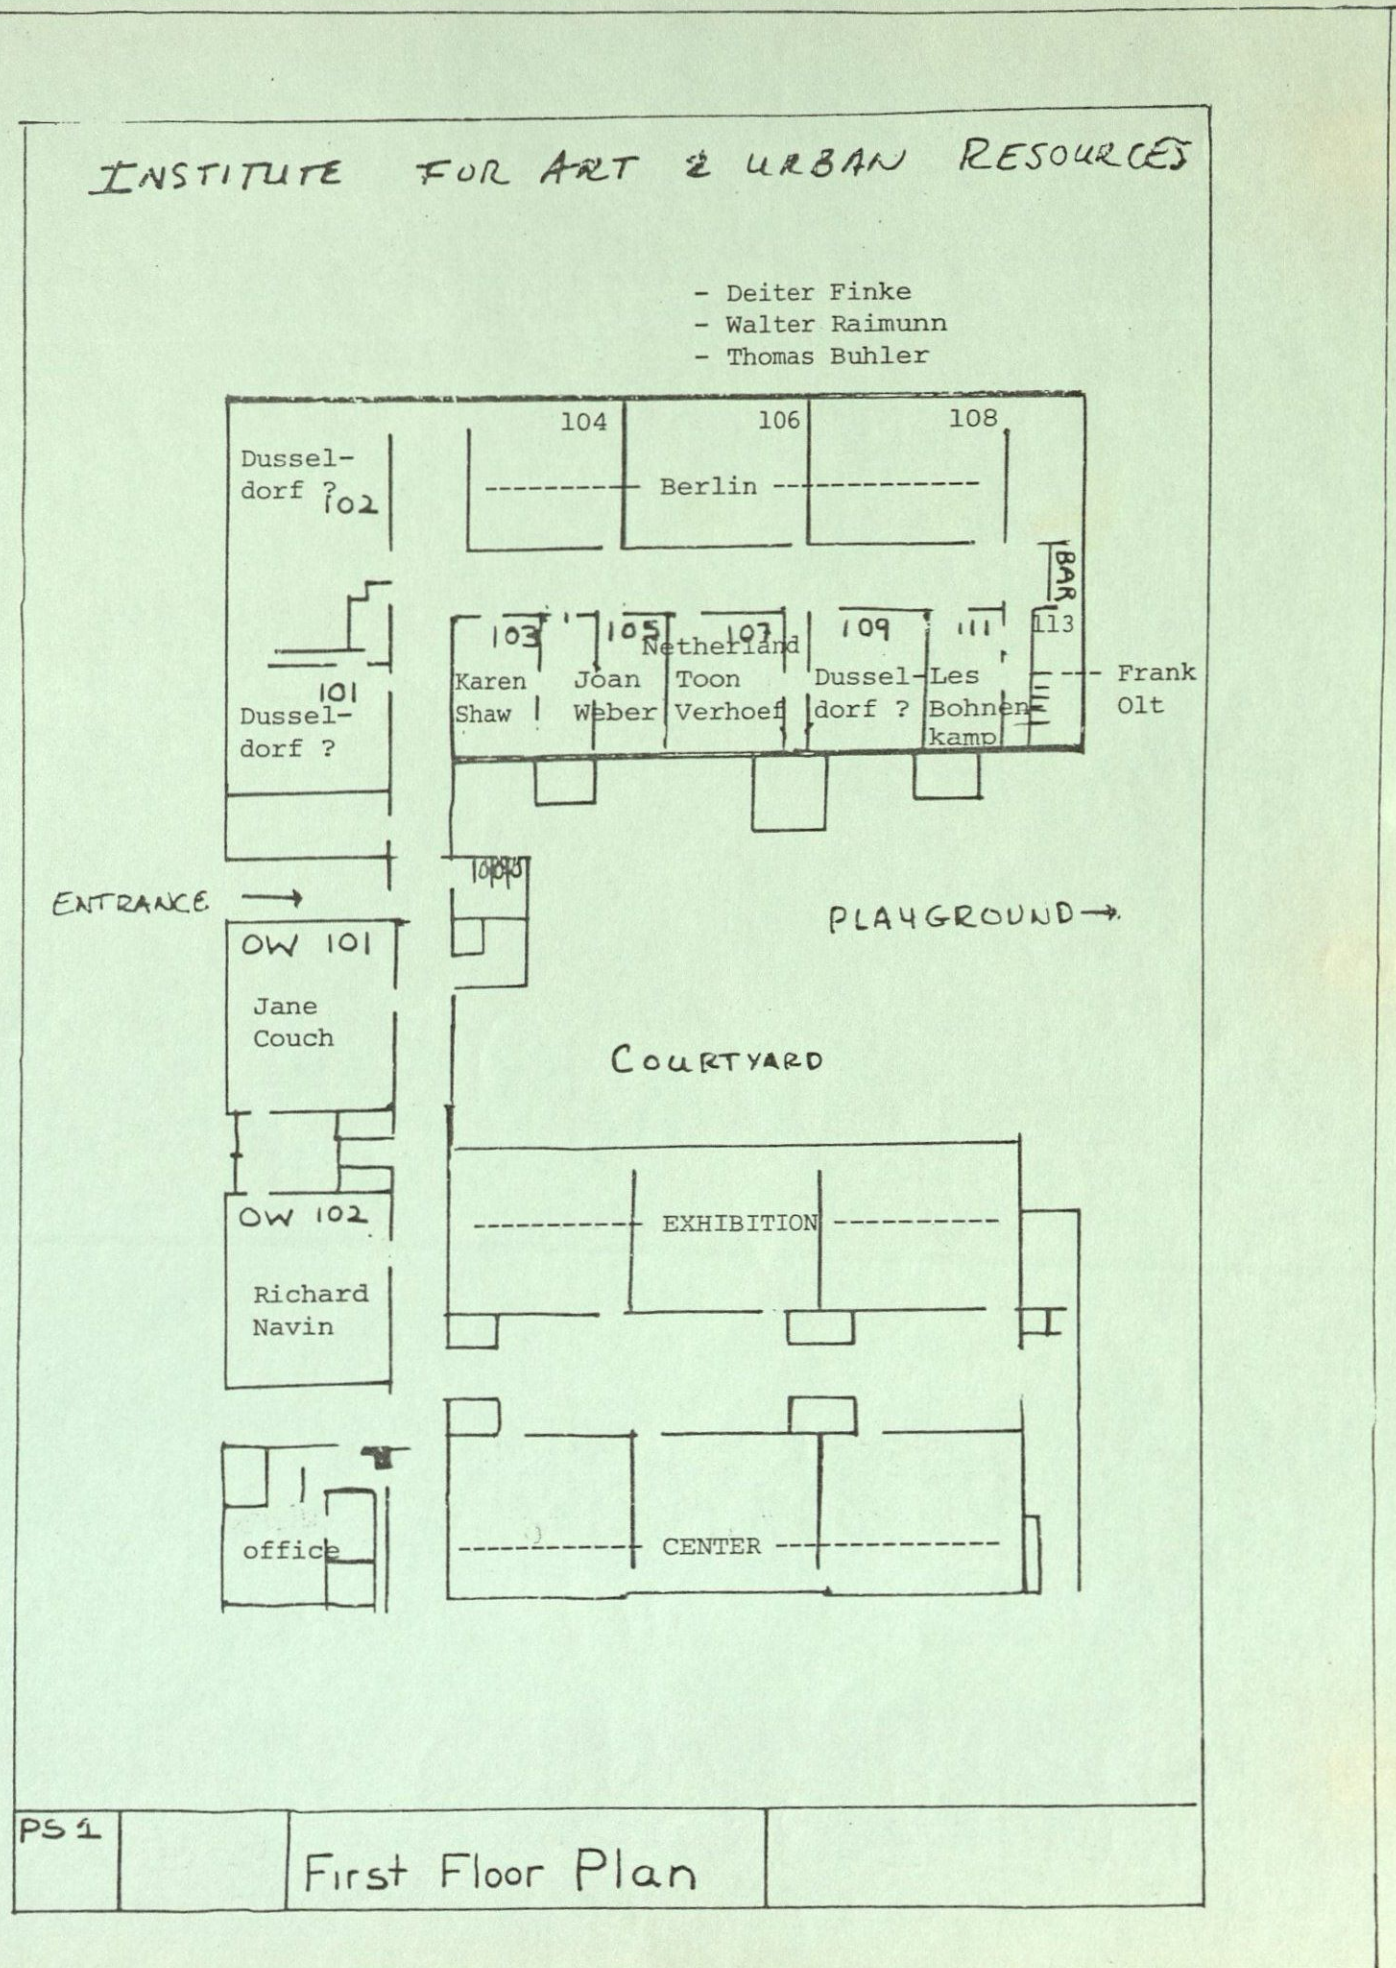 INSTITUTE FOR ART & URBAN RESOURCES
- Deiter Finke
- Walter Raimunn
- Thomas Buhler
104 106 108
Dussel-
dorf ?
102
Berlin
BAR
103 105 107 109 111 113
Netherland
Karen
Shaw
Joan
Weber
Toon
Verhoef
Dussel-
dorf ?
Les
Bohnen-
kamp
Frank
Olt
101
Dussel-
dorf ?
ENTRANCE →
PLAYGROUND →
OW 101
Jane
Couch
COURTYARD
OW 102
Richard
Navin
EXHIBITION
office
CENTER
PS1
First Floor Plan